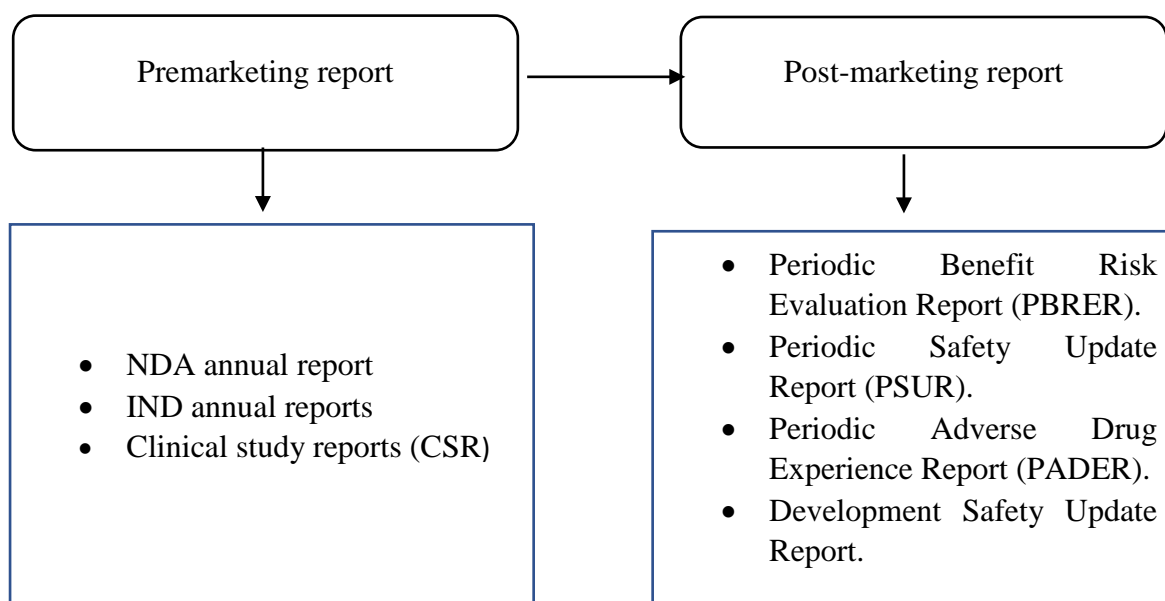 Premarketing report
Post-marketing report
• NDA annual report
• IND annual reports
• Clinical study reports (CSR)
• Periodic Benefit Risk
Evaluation Report (PBRER).
• Periodic Safety Update
Report (PSUR).
• Periodic Adverse Drug
Experience Report (PADER).
• Development Safety Update
Report.